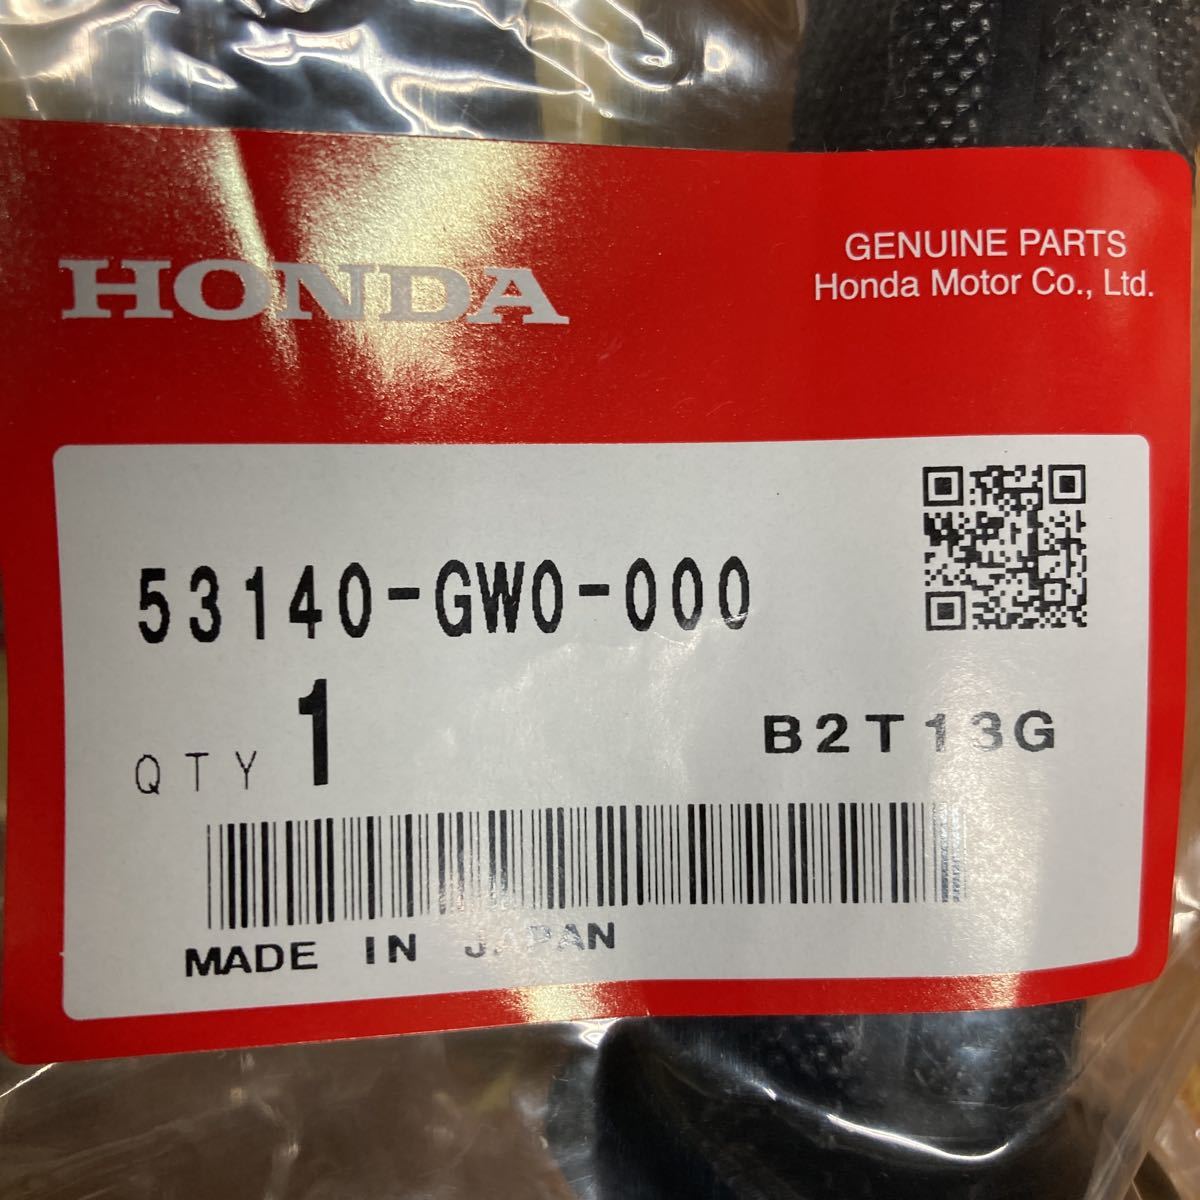 HONDA
GENUINE PARTS
Honda Motor Co., Ltd.
53140-GW0-000
QTY 1
B2T13G
MADE IN JAPAN